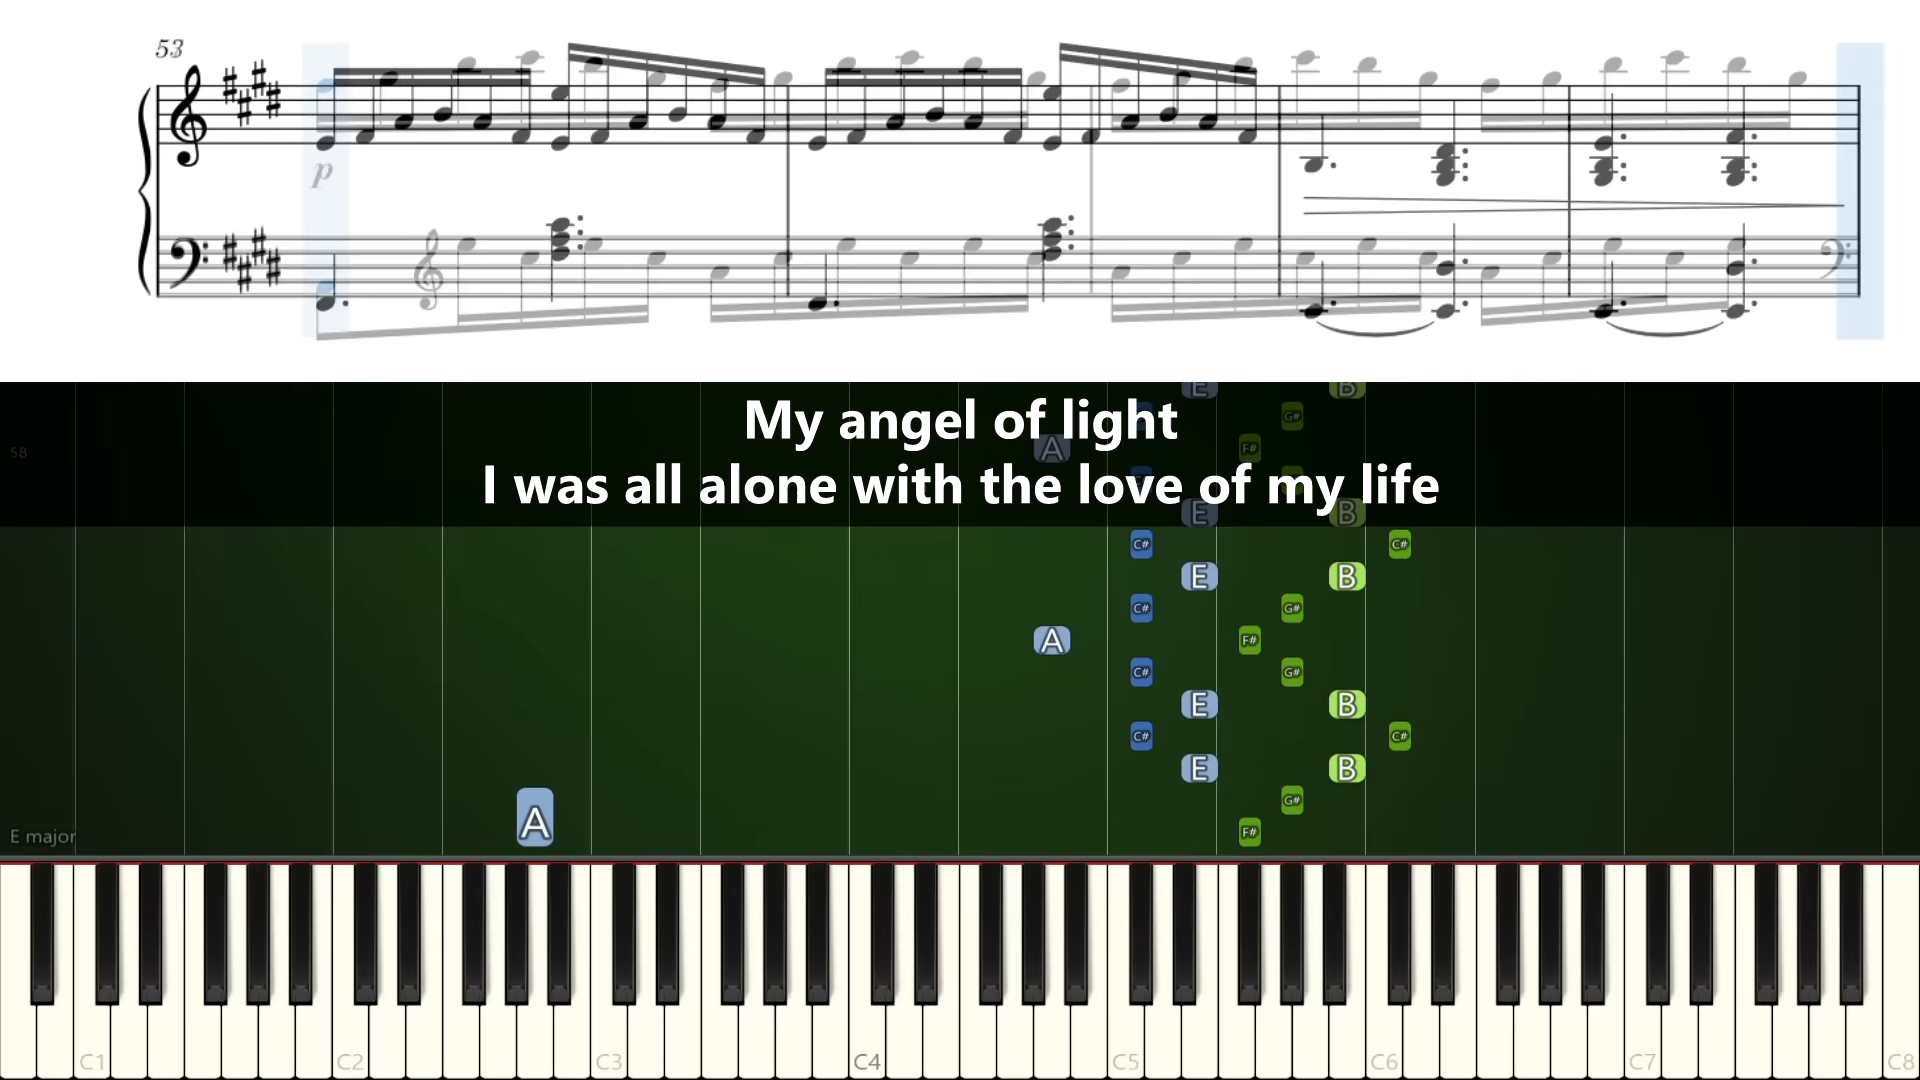 53
p
E B
G#
My angel of light
A F#
58
I was all alone with the love of my life
E B
C# C#
E B
C# G#
A F#
C# G#
E B
C# C#
E B
G#
A
F#
E major
C1 C2 C3 C4 C5 C6 C7 C8